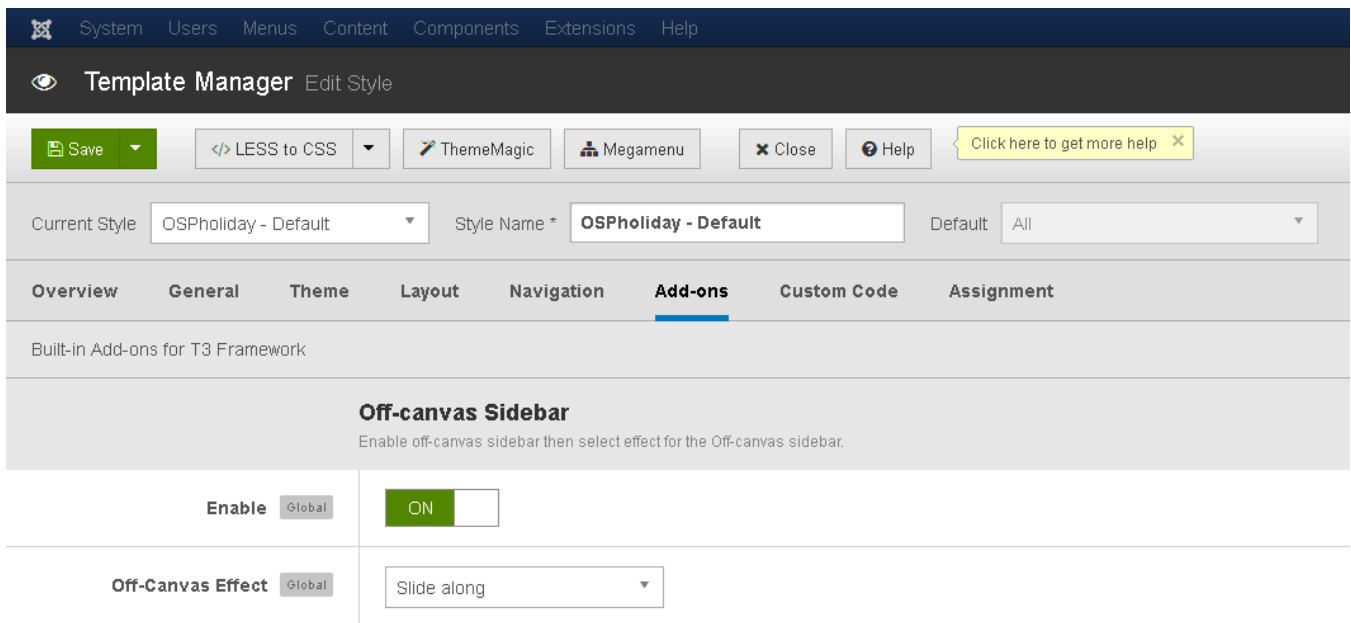 System Users Menus Content Components Extensions Help
Template Manager Edit Style
Save </> LESS to CSS ThemeMagic Megamenu Close Help Click here to get more help ×
Current Style OSPholiday - Default Style Name * OSPholiday - Default Default All
Overview General Theme Layout Navigation Add-ons Custom Code Assignment
Built-in Add-ons for T3 Framework
Off-canvas Sidebar
Enable off-canvas sidebar then select effect for the Off-canvas sidebar.
Enable Global ON
Off-Canvas Effect Global Slide along